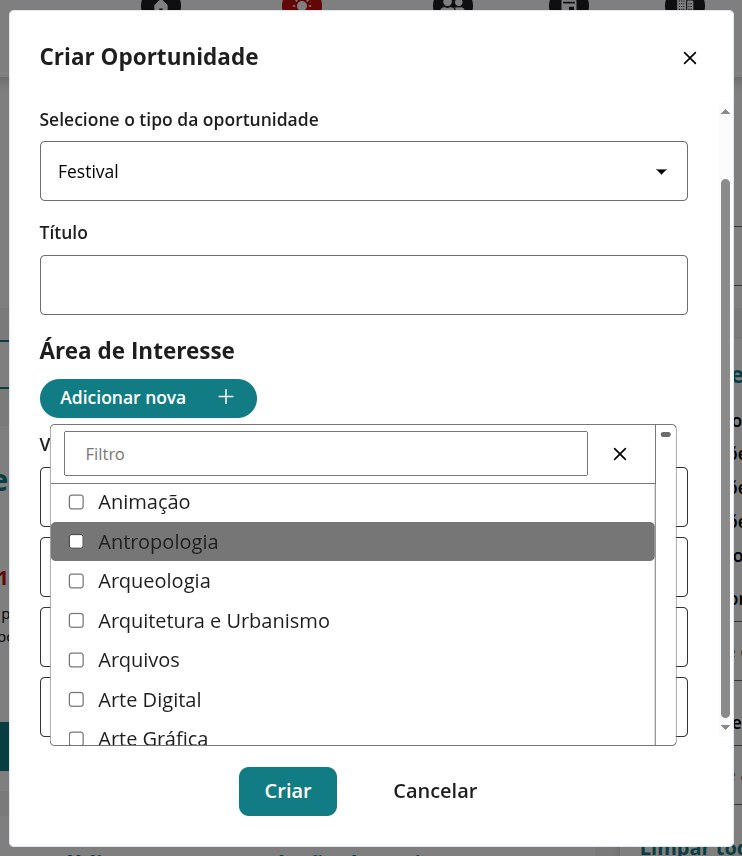 Criar Oportunidade
Selecione o tipo da oportunidade
Festival
Título
Área de Interesse
Adicionar nova
Filtro
Animação
Antropologia
Arqueologia
Arquitetura e Urbanismo
Arquivos
Arte Digital
Arte Gráfica
Criar
Cancelar